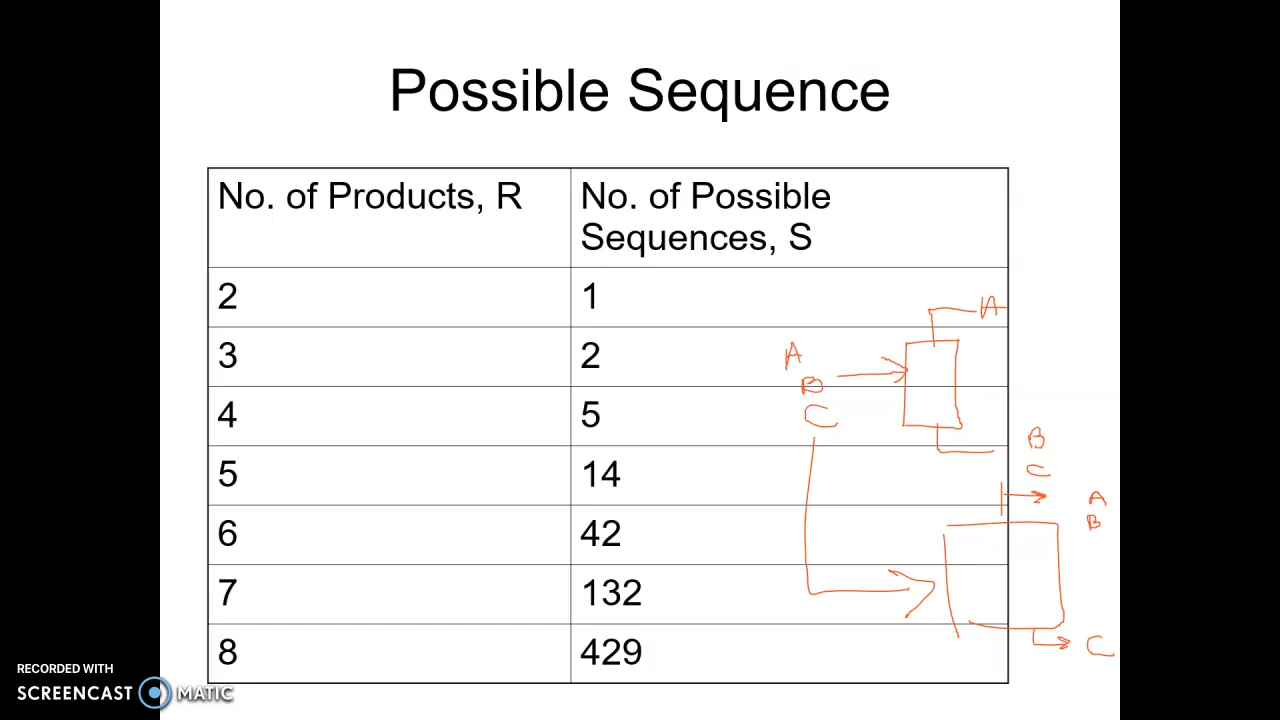 Possible Sequence
No. of Products, R
No. of Possible
Sequences, S
2 1
3 2
4 5
5 14
6 42
7 132
8 429
A
A
B
C
B
C
A
B
C
RECORDED WITH
SCREENCAST MATIC